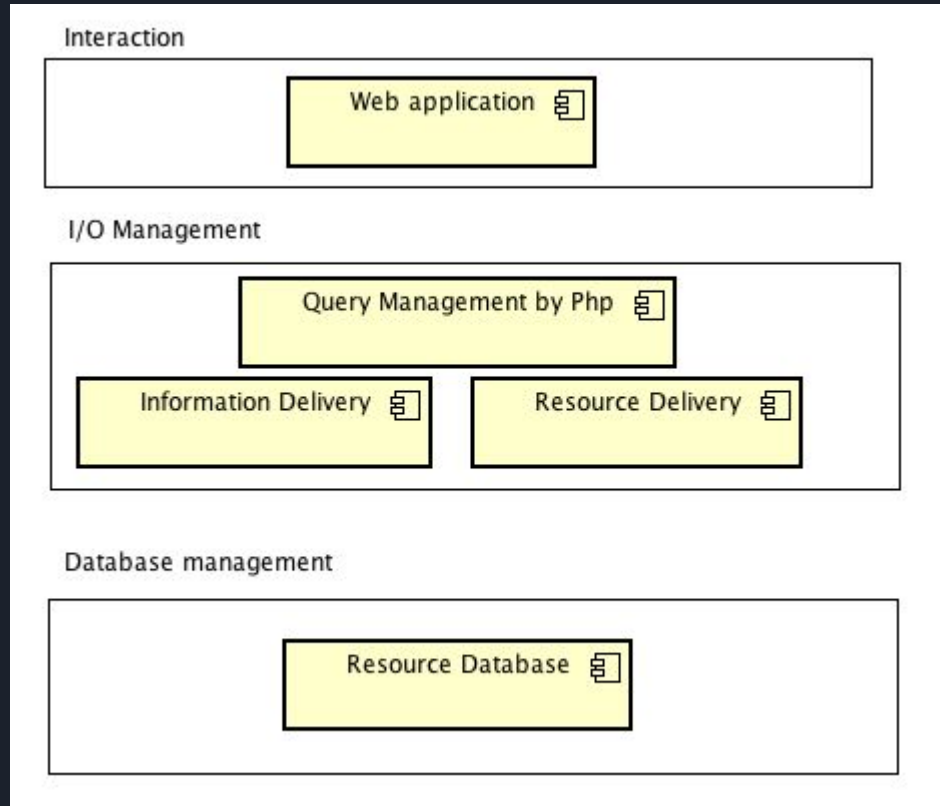 Interaction
Web application
I/O Management
Query Management by Php
Information Delivery
Resource Delivery
Database management
Resource Database